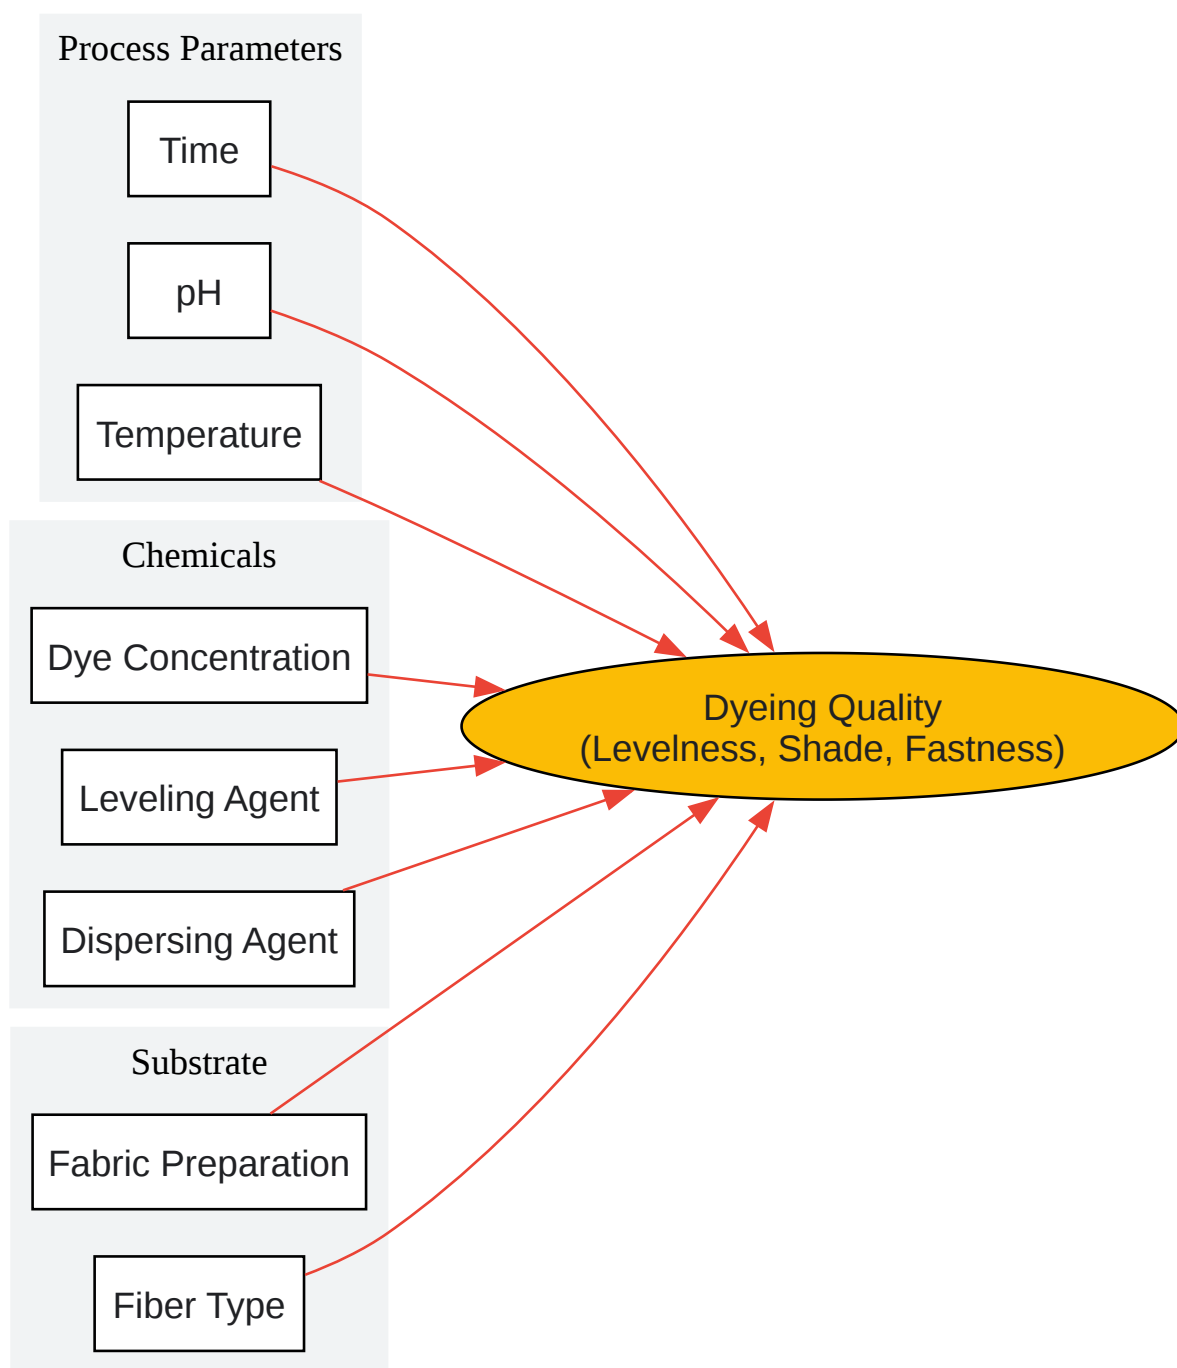 Process Parameters
Time
pH
Temperature
Chemicals
Dye Concentration
Leveling Agent
Dispersing Agent
Substrate
Fabric Preparation
Fiber Type
Dyeing Quality
(Levelness, Shade, Fastness)